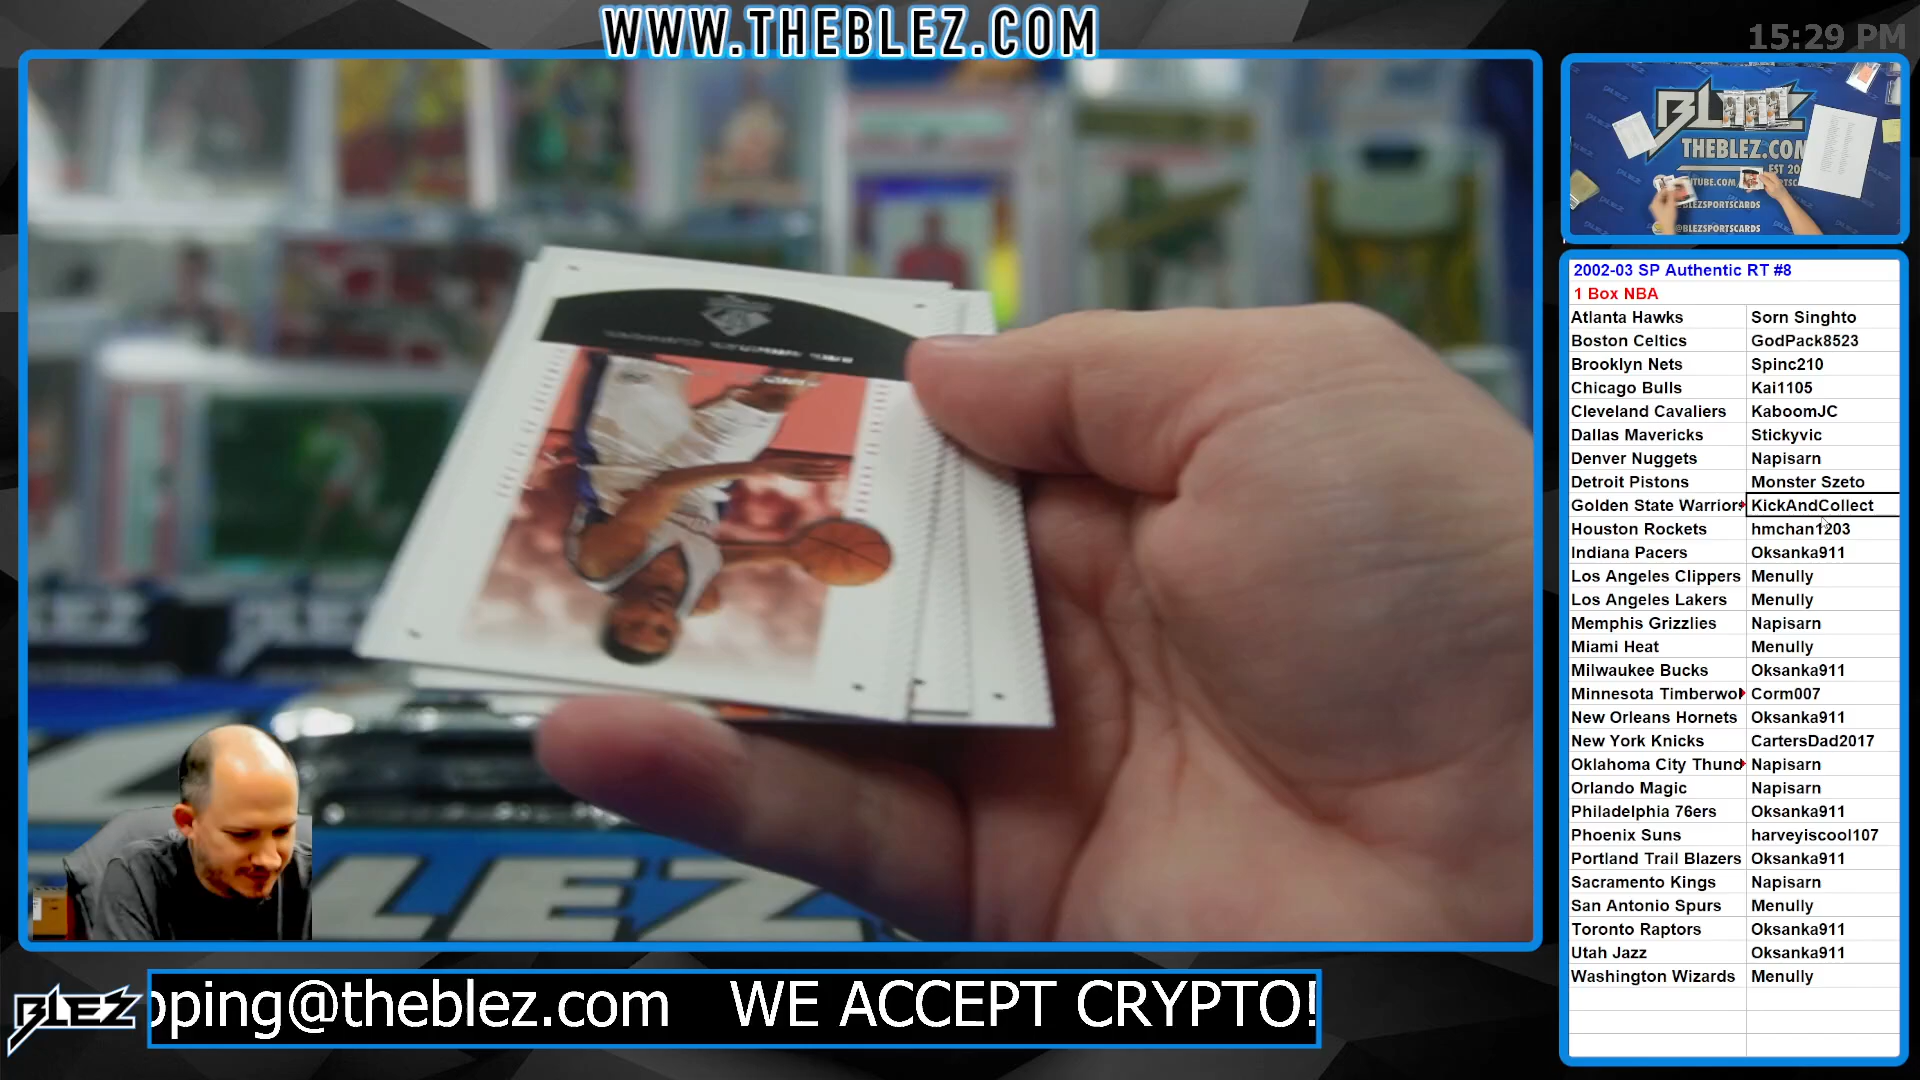 WWW.THEBLEZ.COM
15:29 PM
BLEZ
THEBLEZ.COM
EST 20
@BLEZSPORTSCARDS
2002-03 SP Authentic RT #8
1 Box NBA
Atlanta Hawks Sorn Singhto
Boston Celtics GodPack8523
Brooklyn Nets Spinc210
Chicago Bulls Kai1105
Cleveland Cavaliers KaboomJC
Dallas Mavericks Stickyvic
Denver Nuggets Napisarn
Detroit Pistons Monster Szeto
Golden State Warriors KickAndCollect
Houston Rockets hmchan1203
Indiana Pacers Oksanka911
Los Angeles Clippers Menully
Los Angeles Lakers Menully
Memphis Grizzlies Napisarn
Miami Heat Menully
Milwaukee Bucks Oksanka911
Minnesota Timberwol Corm007
New Orleans Hornets Oksanka911
New York Knicks CartersDad2017
Oklahoma City Thund Napisarn
Orlando Magic Napisarn
Philadelphia 76ers Oksanka911
Phoenix Suns harveyiscool107
Portland Trail Blazers Oksanka911
Sacramento Kings Napisarn
San Antonio Spurs Menully
Toronto Raptors Oksanka911
Utah Jazz Oksanka911
Washington Wizards Menully
LEZ
BLEZ
pping@theblez.com WE ACCEPT CRYPTO!